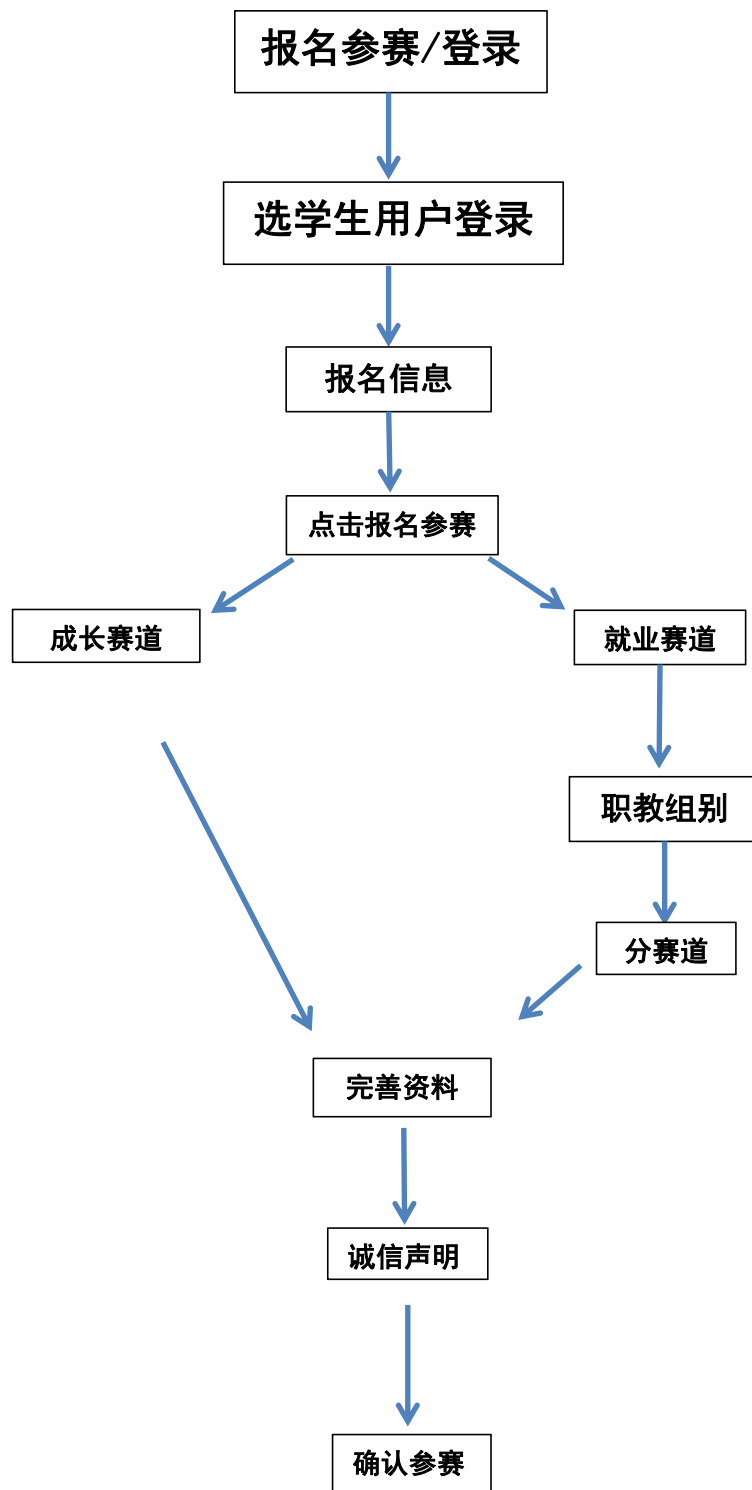 报名参赛/登录
选学生用户登录
报名信息
点击报名参赛
成长赛道
就业赛道
职教组别
分赛道
完善资料
诚信声明
确认参赛